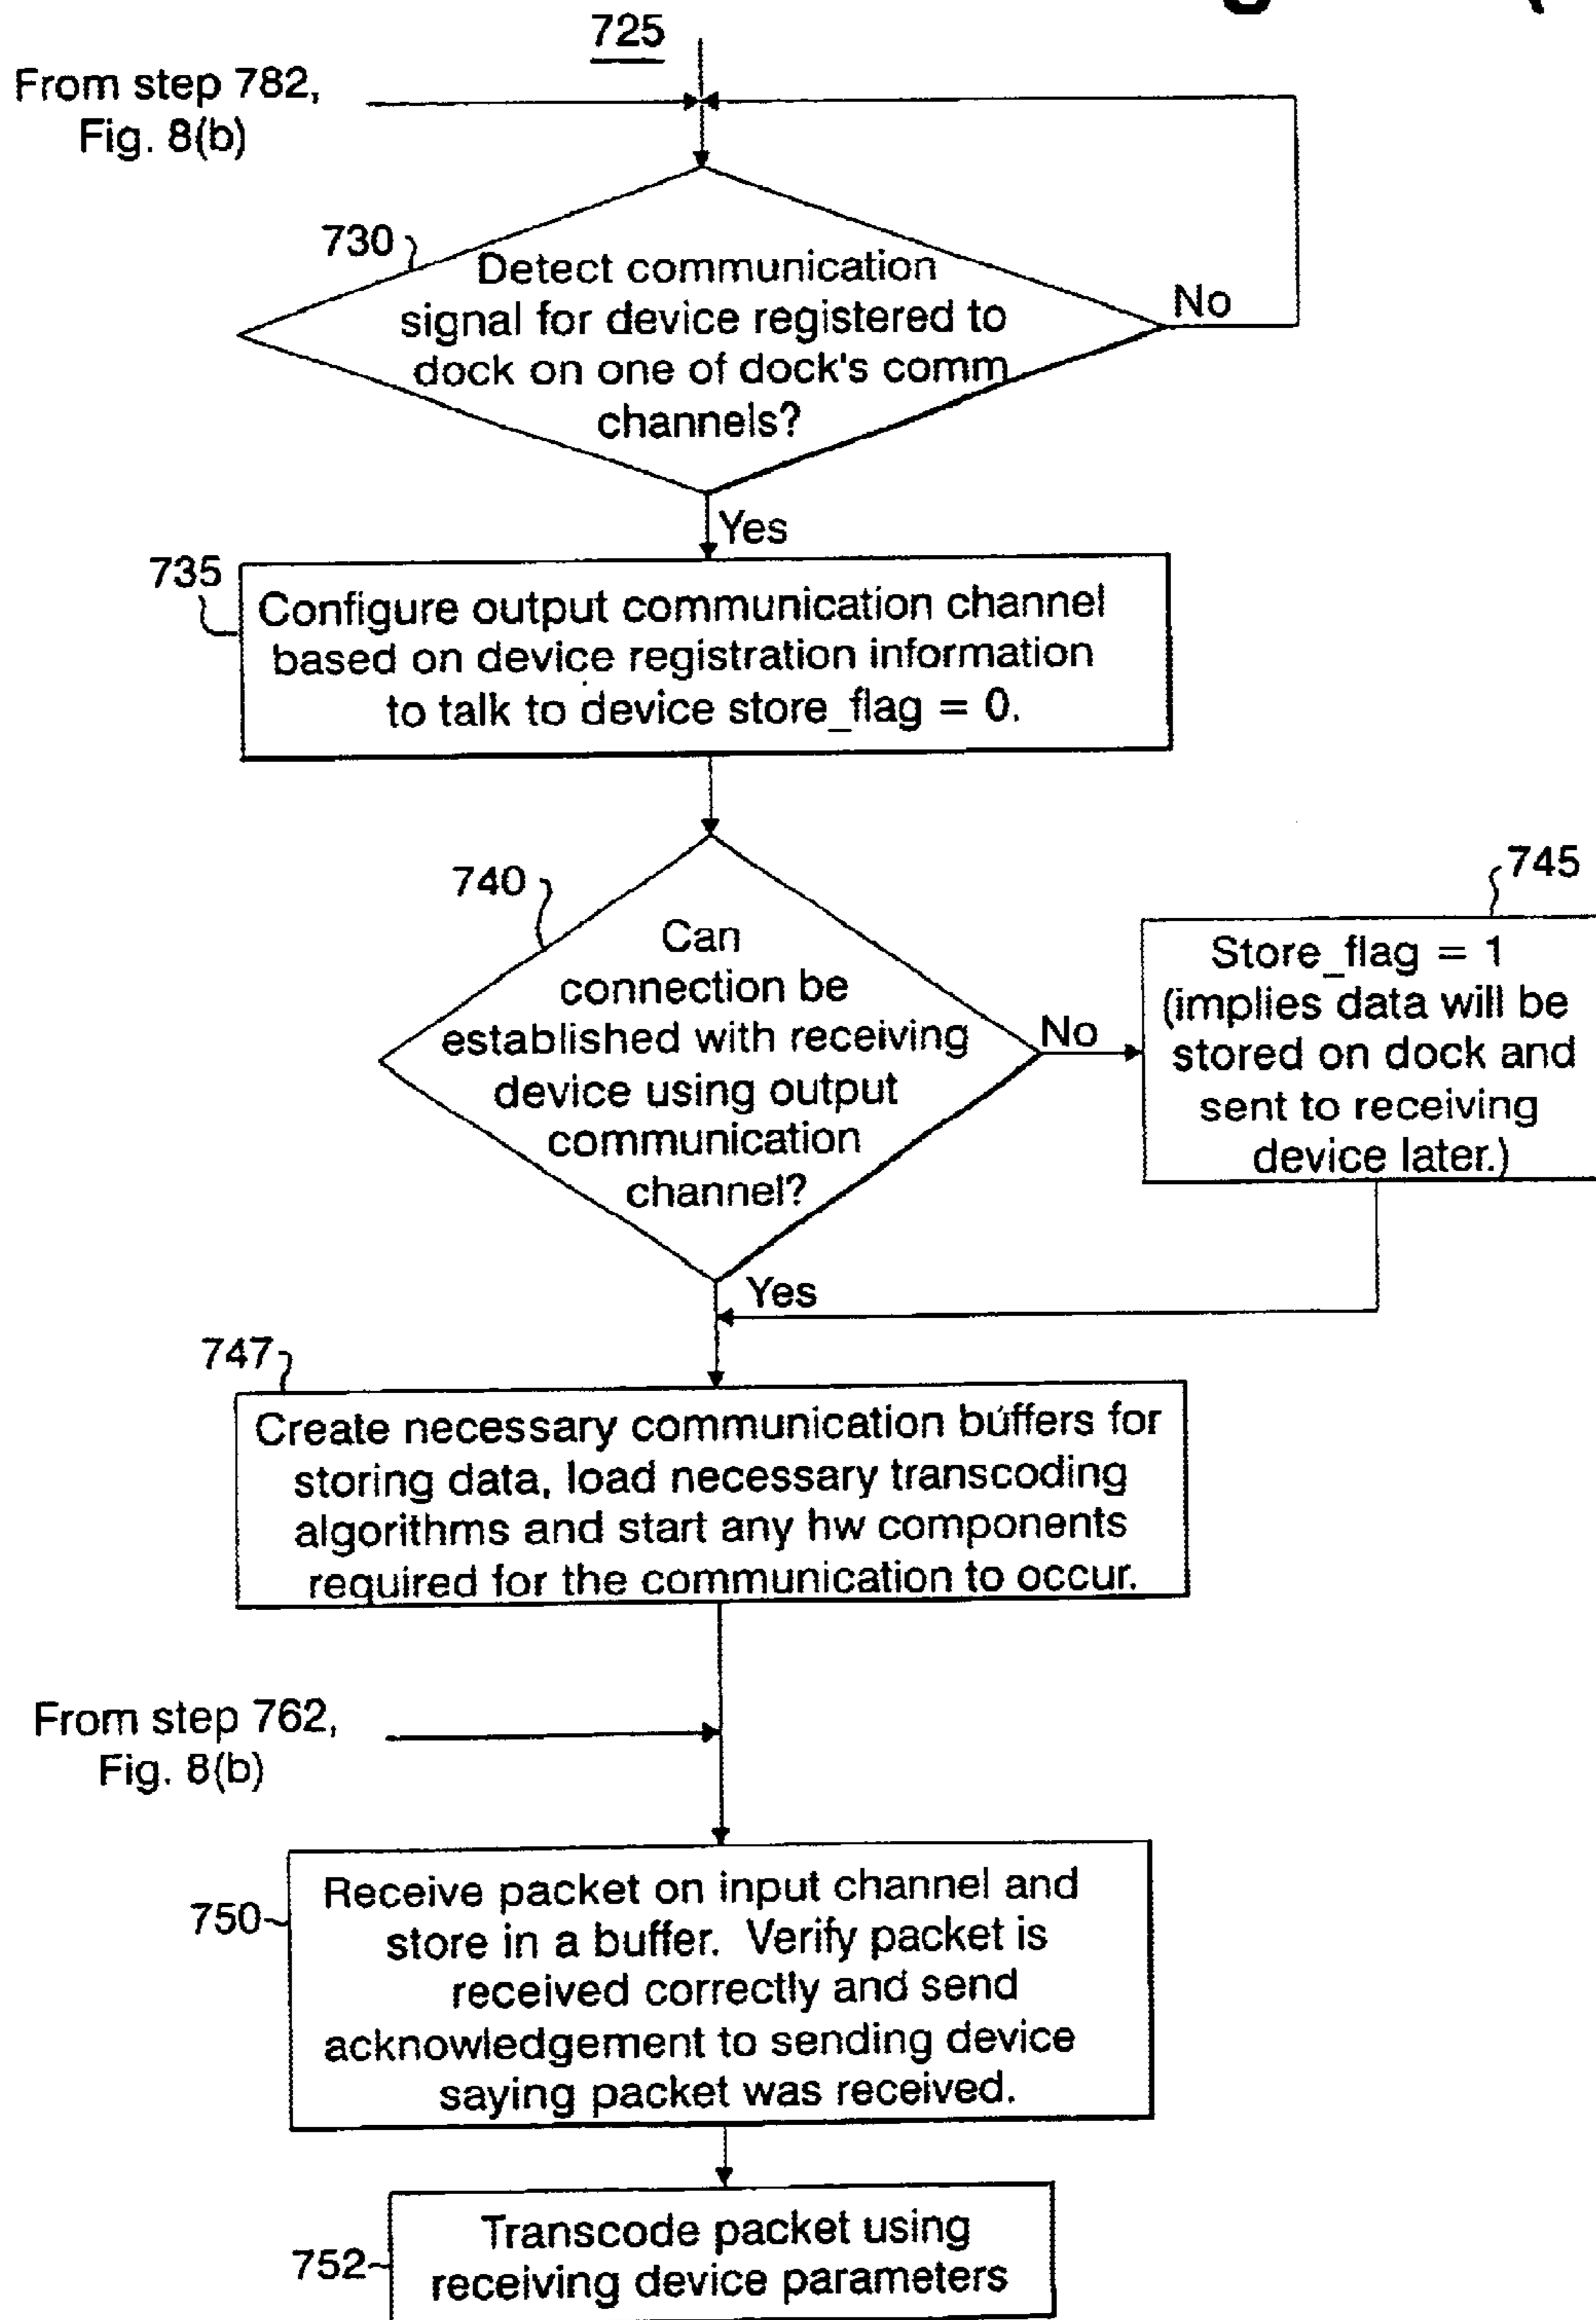 725
From step 782,
Fig. 8(b)
730
Detect communication
signal for device registered to
dock on one of dock's comm
channels?
No
Yes
735
Configure output communication channel
based on device registration information
to talk to device store_flag = 0.
740
Can
connection be
established with receiving
device using output
communication
channel?
No
745
Store_flag = 1
(implies data will be
stored on dock and
sent to receiving
device later.)
Yes
747
Create necessary communication buffers for
storing data, load necessary transcoding
algorithms and start any hw components
required for the communication to occur.
From step 762,
Fig. 8(b)
750
Receive packet on input channel and
store in a buffer. Verify packet is
received correctly and send
acknowledgement to sending device
saying packet was received.
752
Transcode packet using
receiving device parameters